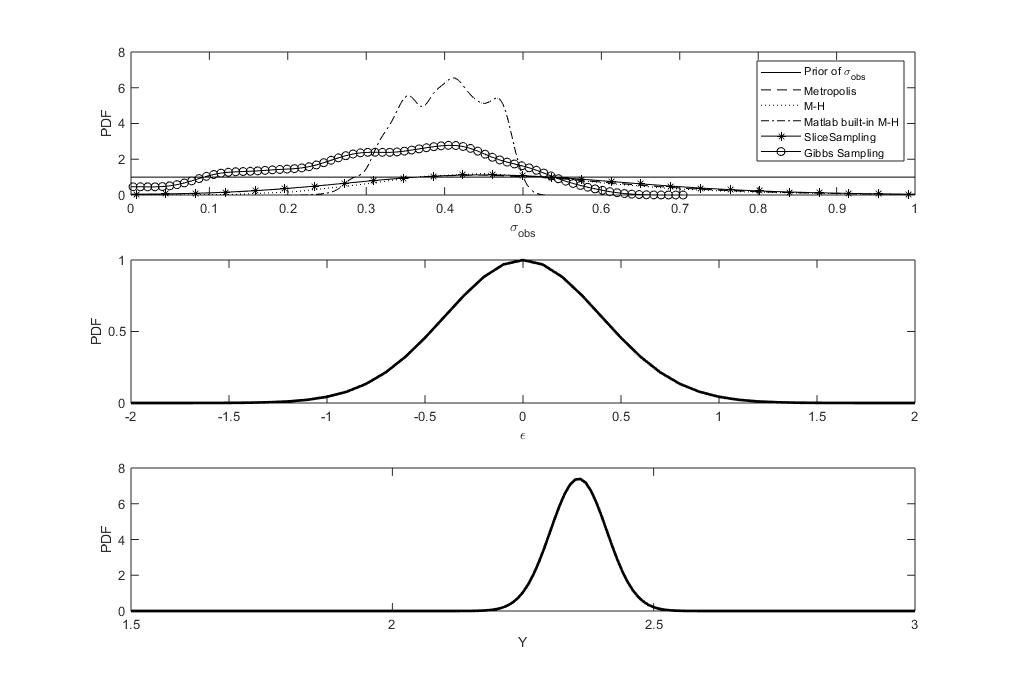 8
6
4
2
0
PDF
0 0.1 0.2 0.3 0.4 0.5 0.6 0.7 0.8 0.9 1
σobs
Prior of σobs
Metropolis
M-H
Matlab built-in M-H
SliceSampling
Gibbs Sampling
1
0.5
0
PDF
-2 -1.5 -1 -0.5 0 0.5 1 1.5 2
ϵ
8
6
4
2
0
PDF
1.5 2 2.5 3
Y